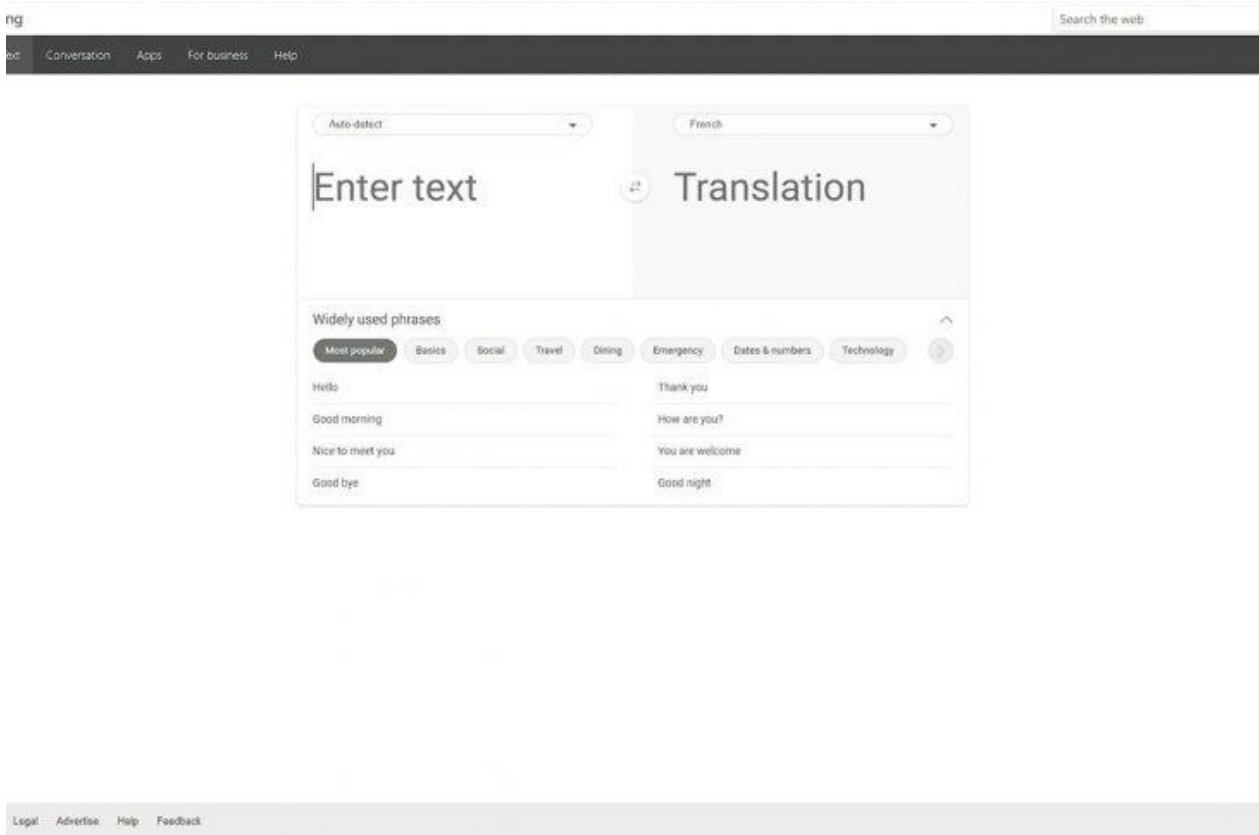 ng
Search the web
ext Conversation Apps For business Help
Auto-detect
French
Enter text
Translation
Widely used phrases
Most popular Basics Social Travel Dining Emergency Dates & numbers Technology
Hello
Thank you
Good morning
How are you?
Nice to meet you
You are welcome
Good bye
Good night
Legal Advertise Help Feedback